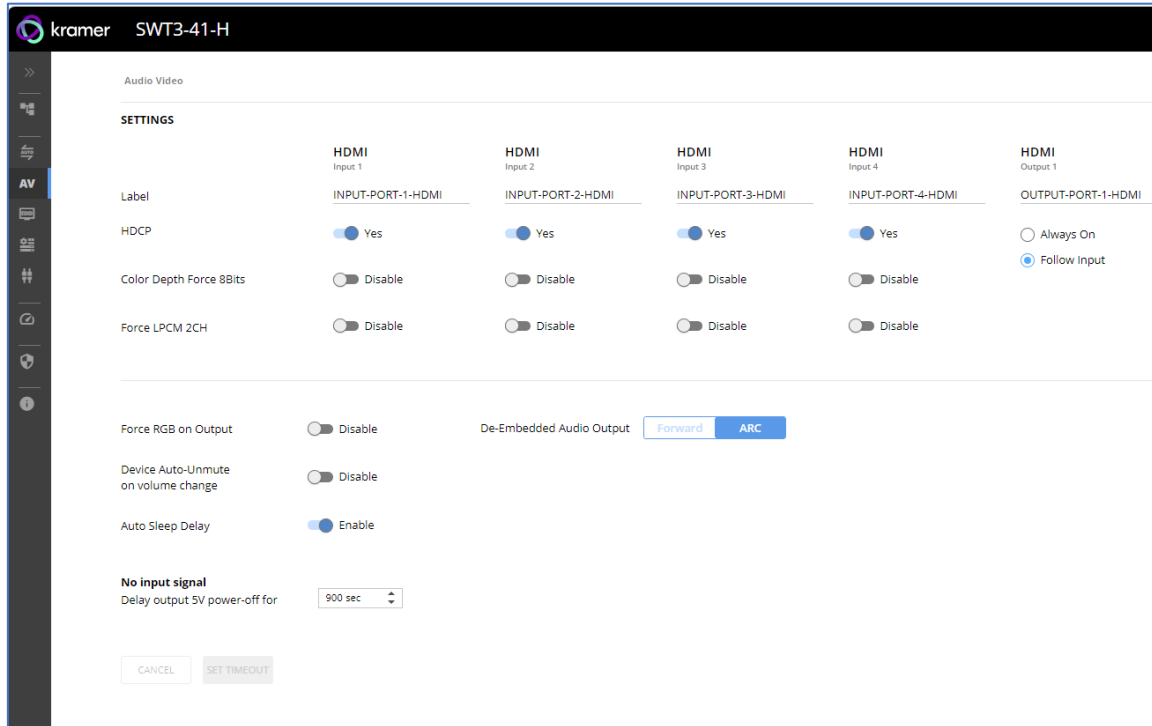 kramer SWT3-41-H
AUTO
AV
Audio Video
SETTINGS
HDMI HDMI HDMI HDMI HDMI
Input 1 Input 2 Input 3 Input 4 Output 1
Label INPUT-PORT-1-HDMI INPUT-PORT-2-HDMI INPUT-PORT-3-HDMI INPUT-PORT-4-HDMI OUTPUT-PORT-1-HDMI
HDCP Yes Yes Yes Yes Always On
Follow Input
Color Depth Force 8Bits Disable Disable Disable Disable
Force LPCM 2CH Disable Disable Disable Disable
Force RGB on Output Disable De-Embedded Audio Output Forward ARC
Device Auto-Unmute
on volume change Disable
Auto Sleep Delay Enable
No input signal
Delay output 5V power-off for 900 sec
CANCEL SET TIMEOUT